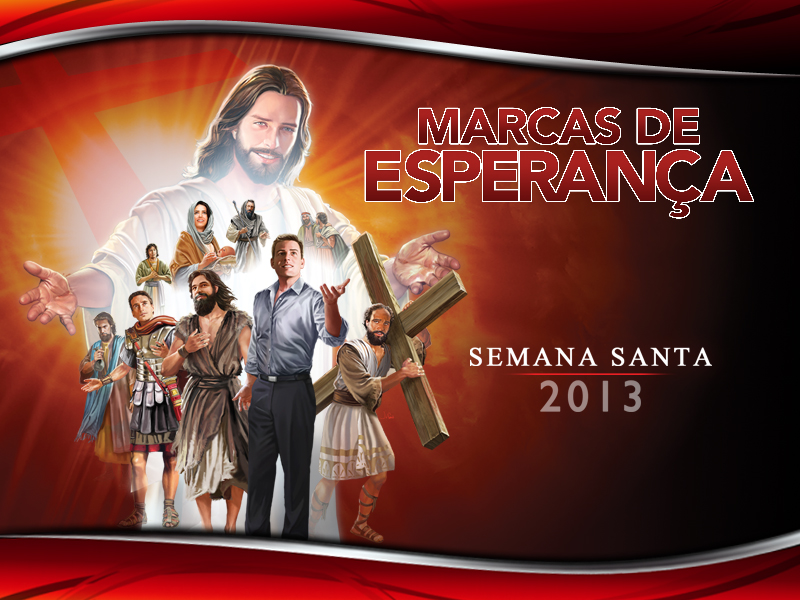 MARCAS DE
ESPERANÇA
SEMANA SANTA
2013